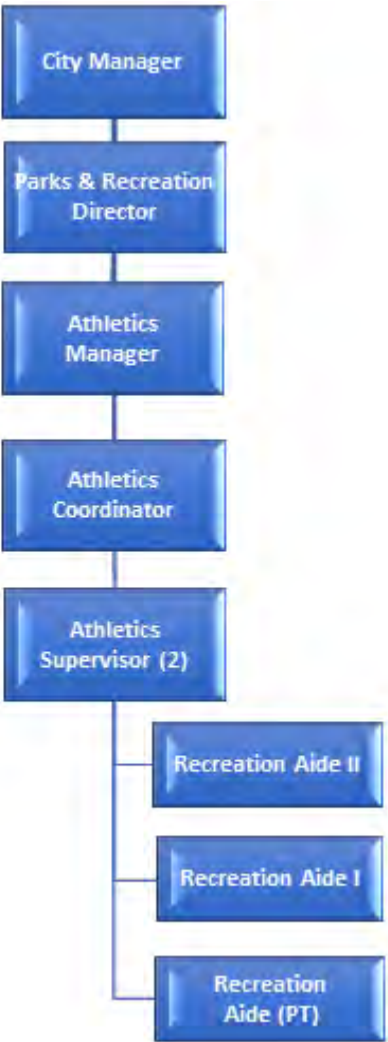 City Manager
Parks & Recreation
Director
Athletics
Manager
Athletics
Coordinator
Athletics
Supervisor (2)
Recreation Aide II
Recreation Aide I
Recreation
Aide (PT)